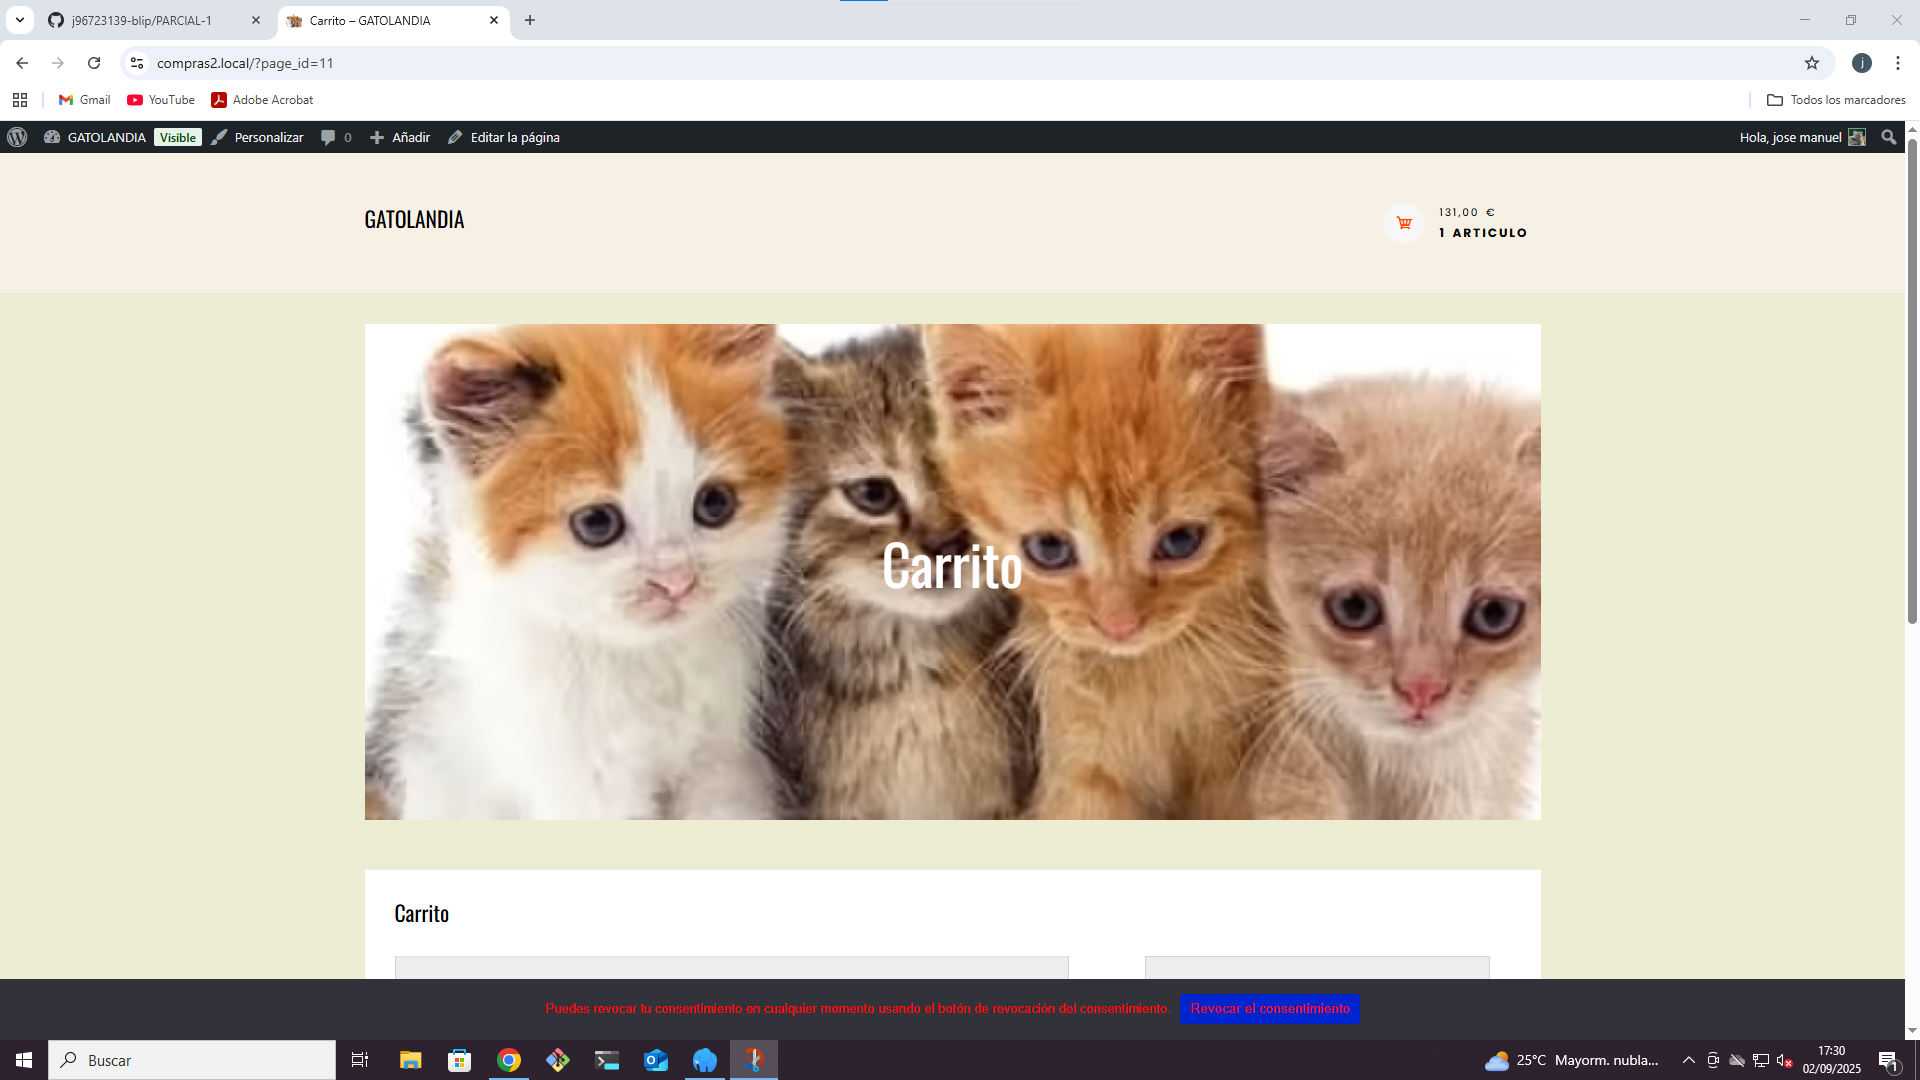 j96723139-blip/PARCIAL-1
Carrito – GATOLANDIA
compras2.local/?page_id=11
j
Gmail
YouTube
Adobe Acrobat
Todos los marcadores
GATOLANDIA
Visible
Personalizar
0
Añadir
Editar la página
Hola, jose manuel
GATOLANDIA
131,00 €
1 ARTICULO
Carrito
Carrito
Puedes revocar tu consentimiento en cualquier momento usando el botón de revocación del consentimiento.
Revocar el consentimiento
Buscar
25°C Mayorm. nubla...
17:30
02/09/2025
1